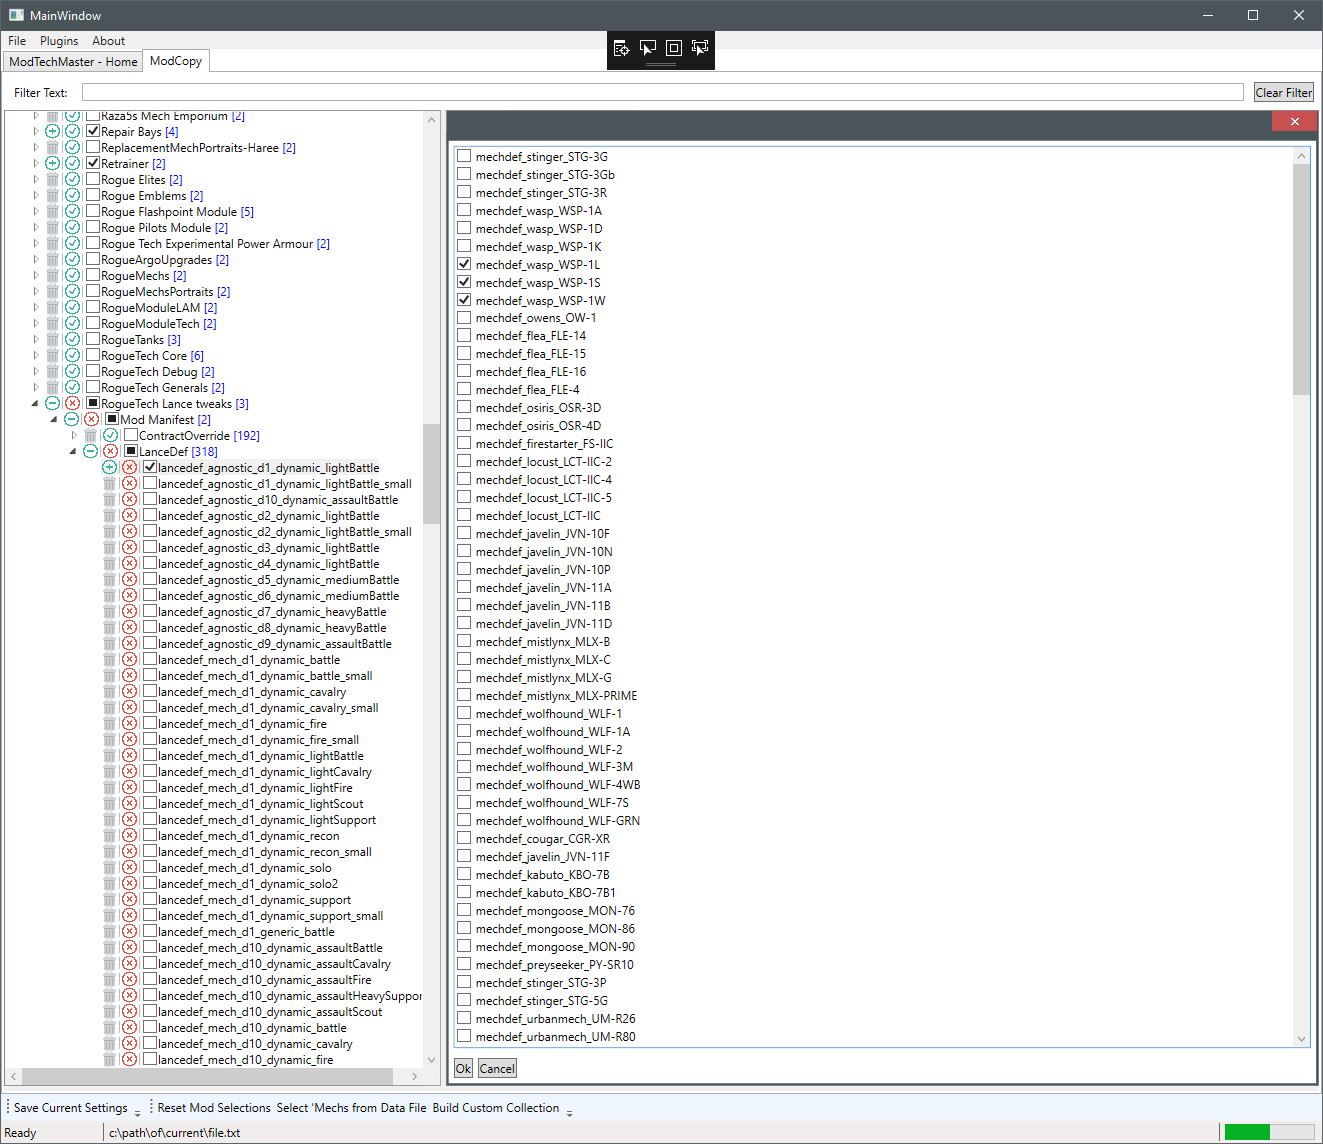 MainWindow
File Plugins About
ModTechMaster - Home ModCopy
Filter Text: Clear Filter
Raza5s Mech Emporium [2]
Repair Bays [4]
ReplacementMechPortraits-Haree [2]
Retrainer [2]
Rogue Elites [2]
Rogue Emblems [2]
Rogue Flashpoint Module [5]
Rogue Pilots Module [2]
Rogue Tech Experimental Power Armour [2]
RogueArgoUpgrades [2]
RogueMechs [2]
RogueMechsPortraits [2]
RogueModuleLAM [2]
RogueModuleTech [2]
RogueTanks [3]
RogueTech Core [6]
RogueTech Debug [2]
RogueTech Generals [2]
RogueTech Lance tweaks [3]
Mod Manifest [2]
ContractOverride [192]
LanceDef [318]
lancedef_agnostic_d1_dynamic_lightBattle
lancedef_agnostic_d1_dynamic_lightBattle_small
lancedef_agnostic_d10_dynamic_assaultBattle
lancedef_agnostic_d2_dynamic_lightBattle
lancedef_agnostic_d2_dynamic_lightBattle_small
lancedef_agnostic_d3_dynamic_lightBattle
lancedef_agnostic_d4_dynamic_lightBattle
lancedef_agnostic_d5_dynamic_mediumBattle
lancedef_agnostic_d6_dynamic_mediumBattle
lancedef_agnostic_d7_dynamic_heavyBattle
lancedef_agnostic_d8_dynamic_heavyBattle
lancedef_agnostic_d9_dynamic_assaultBattle
lancedef_mech_d1_dynamic_battle
lancedef_mech_d1_dynamic_battle_small
lancedef_mech_d1_dynamic_cavalry
lancedef_mech_d1_dynamic_cavalry_small
lancedef_mech_d1_dynamic_fire
lancedef_mech_d1_dynamic_fire_small
lancedef_mech_d1_dynamic_lightBattle
lancedef_mech_d1_dynamic_lightCavalry
lancedef_mech_d1_dynamic_lightFire
lancedef_mech_d1_dynamic_lightScout
lancedef_mech_d1_dynamic_lightSupport
lancedef_mech_d1_dynamic_recon
lancedef_mech_d1_dynamic_recon_small
lancedef_mech_d1_dynamic_solo
lancedef_mech_d1_dynamic_solo2
lancedef_mech_d1_dynamic_support
lancedef_mech_d1_dynamic_support_small
lancedef_mech_d1_generic_battle
lancedef_mech_d10_dynamic_assaultBattle
lancedef_mech_d10_dynamic_assaultCavalry
lancedef_mech_d10_dynamic_assaultFire
lancedef_mech_d10_dynamic_assaultHeavySuppor
lancedef_mech_d10_dynamic_assaultScout
lancedef_mech_d10_dynamic_battle
lancedef_mech_d10_dynamic_cavalry
lancedef_mech_d10_dynamic_fire
mechdef_stinger_STG-3G
mechdef_stinger_STG-3Gb
mechdef_stinger_STG-3R
mechdef_wasp_WSP-1A
mechdef_wasp_WSP-1D
mechdef_wasp_WSP-1K
mechdef_wasp_WSP-1L
mechdef_wasp_WSP-1S
mechdef_wasp_WSP-1W
mechdef_owens_OW-1
mechdef_flea_FLE-14
mechdef_flea_FLE-15
mechdef_flea_FLE-16
mechdef_flea_FLE-4
mechdef_osiris_OSR-3D
mechdef_osiris_OSR-4D
mechdef_firestarter_FS-IIC
mechdef_locust_LCT-IIC-2
mechdef_locust_LCT-IIC-4
mechdef_locust_LCT-IIC-5
mechdef_locust_LCT-IIC
mechdef_javelin_JVN-10F
mechdef_javelin_JVN-10N
mechdef_javelin_JVN-10P
mechdef_javelin_JVN-11A
mechdef_javelin_JVN-11B
mechdef_javelin_JVN-11D
mechdef_mistlynx_MLX-B
mechdef_mistlynx_MLX-C
mechdef_mistlynx_MLX-G
mechdef_mistlynx_MLX-PRIME
mechdef_wolfhound_WLF-1
mechdef_wolfhound_WLF-1A
mechdef_wolfhound_WLF-2
mechdef_wolfhound_WLF-3M
mechdef_wolfhound_WLF-4WB
mechdef_wolfhound_WLF-7S
mechdef_wolfhound_WLF-GRN
mechdef_cougar_CGR-XR
mechdef_javelin_JVN-11F
mechdef_kabuto_KBO-7B
mechdef_kabuto_KBO-7B1
mechdef_mongoose_MON-76
mechdef_mongoose_MON-86
mechdef_mongoose_MON-90
mechdef_preyseeker_PY-SR10
mechdef_stinger_STG-3P
mechdef_stinger_STG-5G
mechdef_urbanmech_UM-R26
mechdef_urbanmech_UM-R80
Ok Cancel
Save Current Settings Reset Mod Selections Select 'Mechs from Data File Build Custom Collection
Ready c:\path\of\current\file.txt